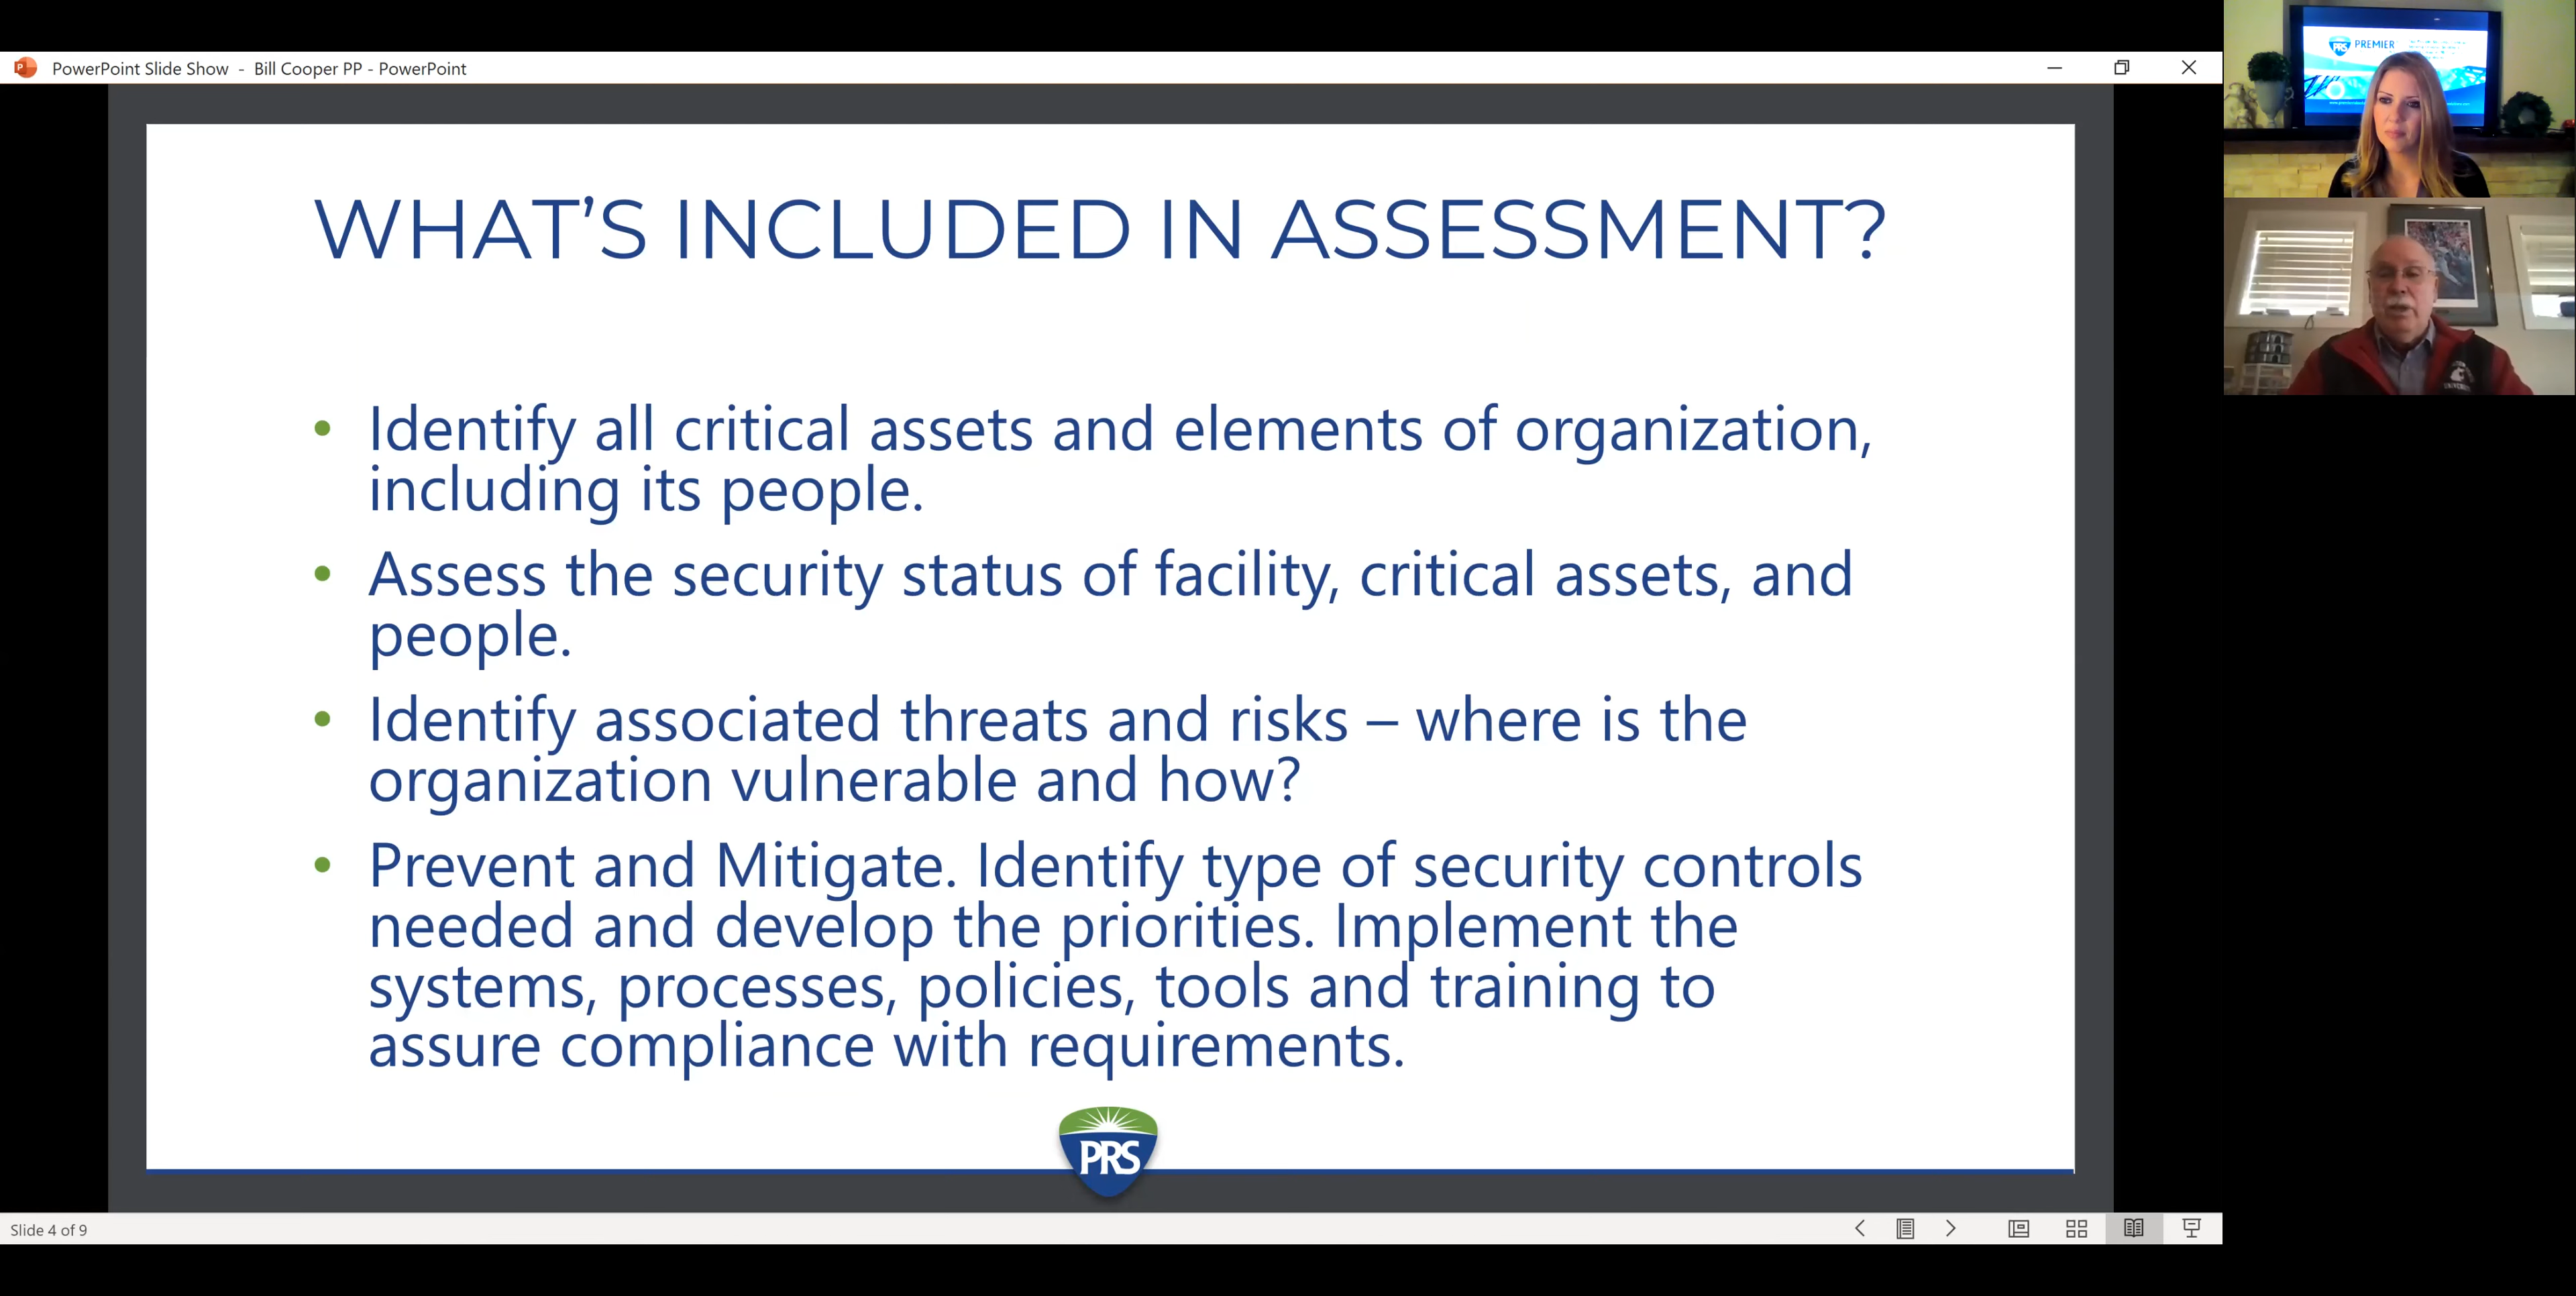 PowerPoint Slide Show - Bill Cooper PP - PowerPoint
PRS PREMIER
WHAT'S INCLUDED IN ASSESSMENT?
• Identify all critical assets and elements of organization,
including its people.
• Assess the security status of facility, critical assets, and
people.
• Identify associated threats and risks – where is the
organization vulnerable and how?
• Prevent and Mitigate. Identify type of security controls
needed and develop the priorities. Implement the
systems, processes, policies, tools and training to
assure compliance with requirements.
PRS
Slide 4 of 9